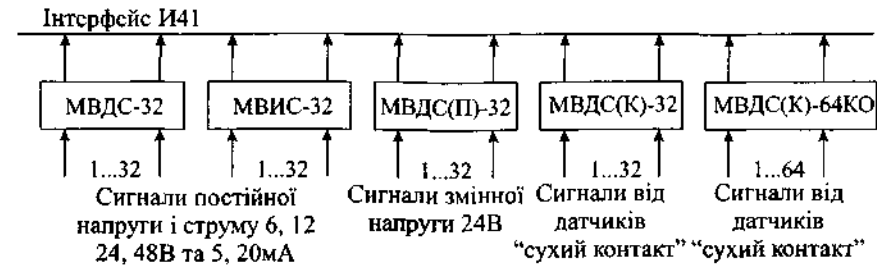 Інтерфейс И41
МВДС-32 МВИС-32 МВДС(П)-32 МВДС(К)-32 МВДС(К)-64КО
1...32 1...32 1...32 1...32 1...64
Сигнали постійної Сигнали змінної Сигнали від Сигнали від
напруги і струму 6, 12 напруги 24В датчиків датчиків
24, 48В та 5, 20мА “сухий контакт” “сухий контакт”